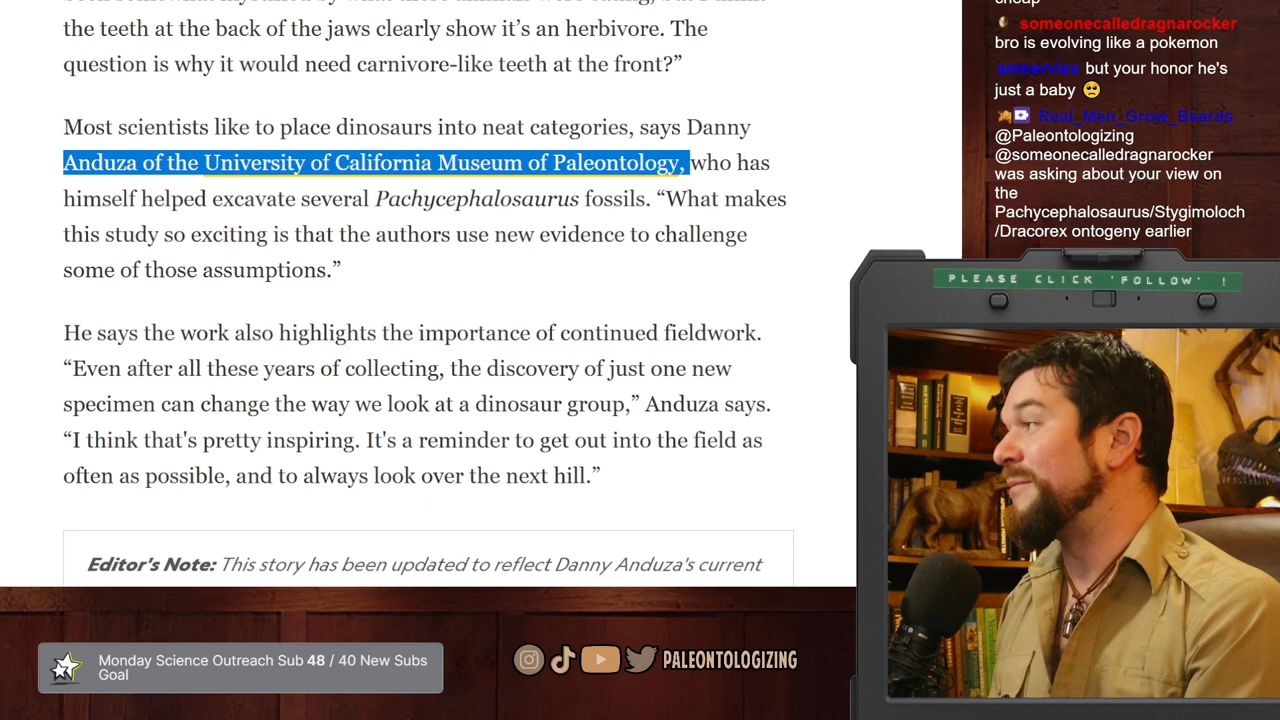 the teeth at the back of the jaws clearly show it’s an herbivore. The
question is why it would need carnivore-like teeth at the front?”
Most scientists like to place dinosaurs into neat categories, says Danny
Anduza of the University of California Museum of Paleontology, who has
himself helped excavate several Pachycephalosaurus fossils. “What makes
this study so exciting is that the authors use new evidence to challenge
some of those assumptions.”
He says the work also highlights the importance of continued fieldwork.
“Even after all these years of collecting, the discovery of just one new
specimen can change the way we look at a dinosaur group,” Anduza says.
“I think that's pretty inspiring. It's a reminder to get out into the field as
often as possible, and to always look over the next hill.”
Editor's Note: This story has been updated to reflect Danny Anduza's current
cheap
someonecalledragnarocker
bro is evolving like a pokemon
ambervixx but your honor he's
just a baby 🥺
Real_Men_Grow_Beards
@Paleontologizing
@someonecalledragnarocker
was asking about your view on
the
Pachycephalosaurus/Stygimoloch
/Dracorex ontogeny earlier
PLEASE CLICK 'FOLLOW' !
Monday Science Outreach Sub 48 / 40 New Subs
Goal
PALEONTOLOGIZING